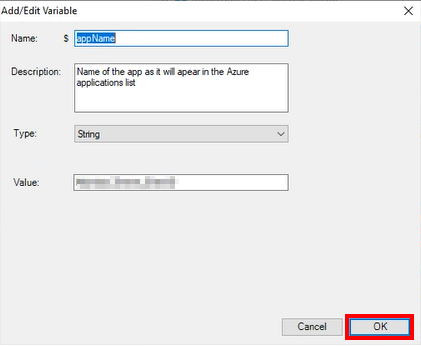 Add/Edit Variable
Name: $ appName
Description: Name of the app as it will apear in the Azure
applications list
Type: String
Value:
Cancel OK